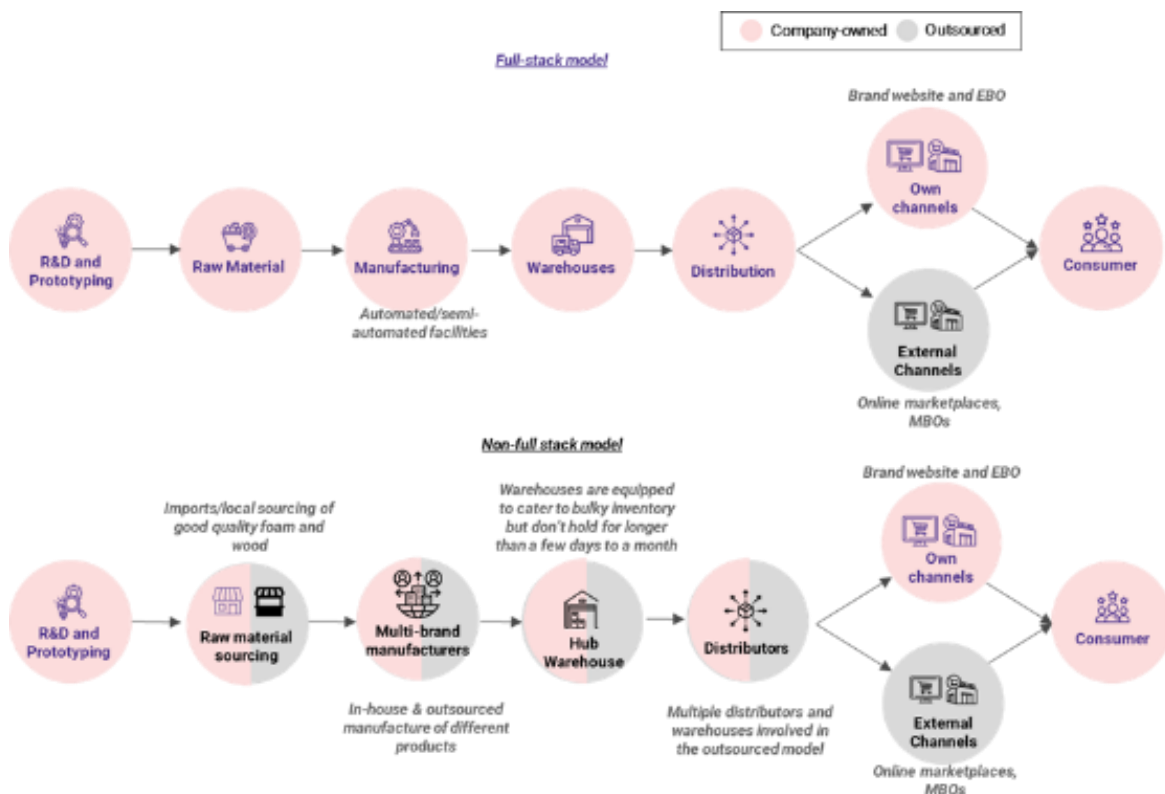 Company-owned
Outsourced
Full-stack model
Brand website and EBO
Own
channels
R&D and
Prototyping
Raw Material
Manufacturing
Warehouses
Distribution
Consumer
Automated/semi-
automated facilities
External
Channels
Online marketplaces,
MBOs
Non-full stack model
Brand website and EBO
Imports/local sourcing of
good quality foam and
wood
Warehouses are equipped
to cater to bulky inventory
but don't hold for longer
than a few days to a month
Own
channels
R&D and
Prototyping
Raw material
sourcing
Multi-brand
manufacturers
Hub
Warehouse
Distributors
Consumer
In-house & outsourced
manufacture of different
products
Multiple distributors and
warehouses involved in
the outsourced model
External
Channels
Online marketplaces,
MBOs